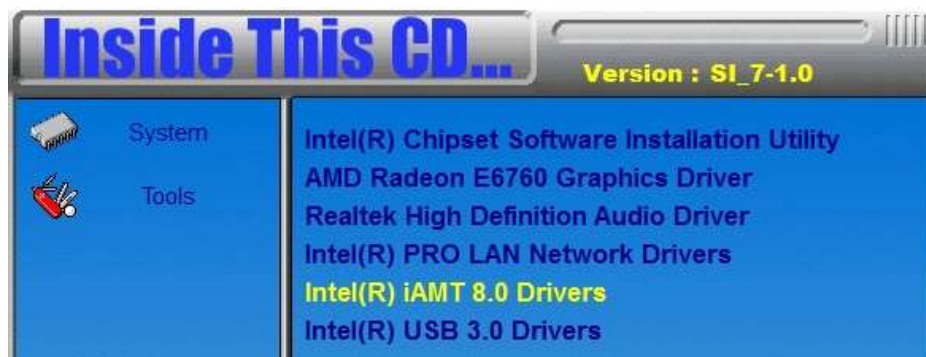 Inside This CD...
Version : SI_7-1.0
System
Tools
Intel(R) Chipset Software Installation Utility
AMD Radeon E6760 Graphics Driver
Realtek High Definition Audio Driver
Intel(R) PRO LAN Network Drivers
Intel(R) iAMT 8.0 Drivers
Intel(R) USB 3.0 Drivers